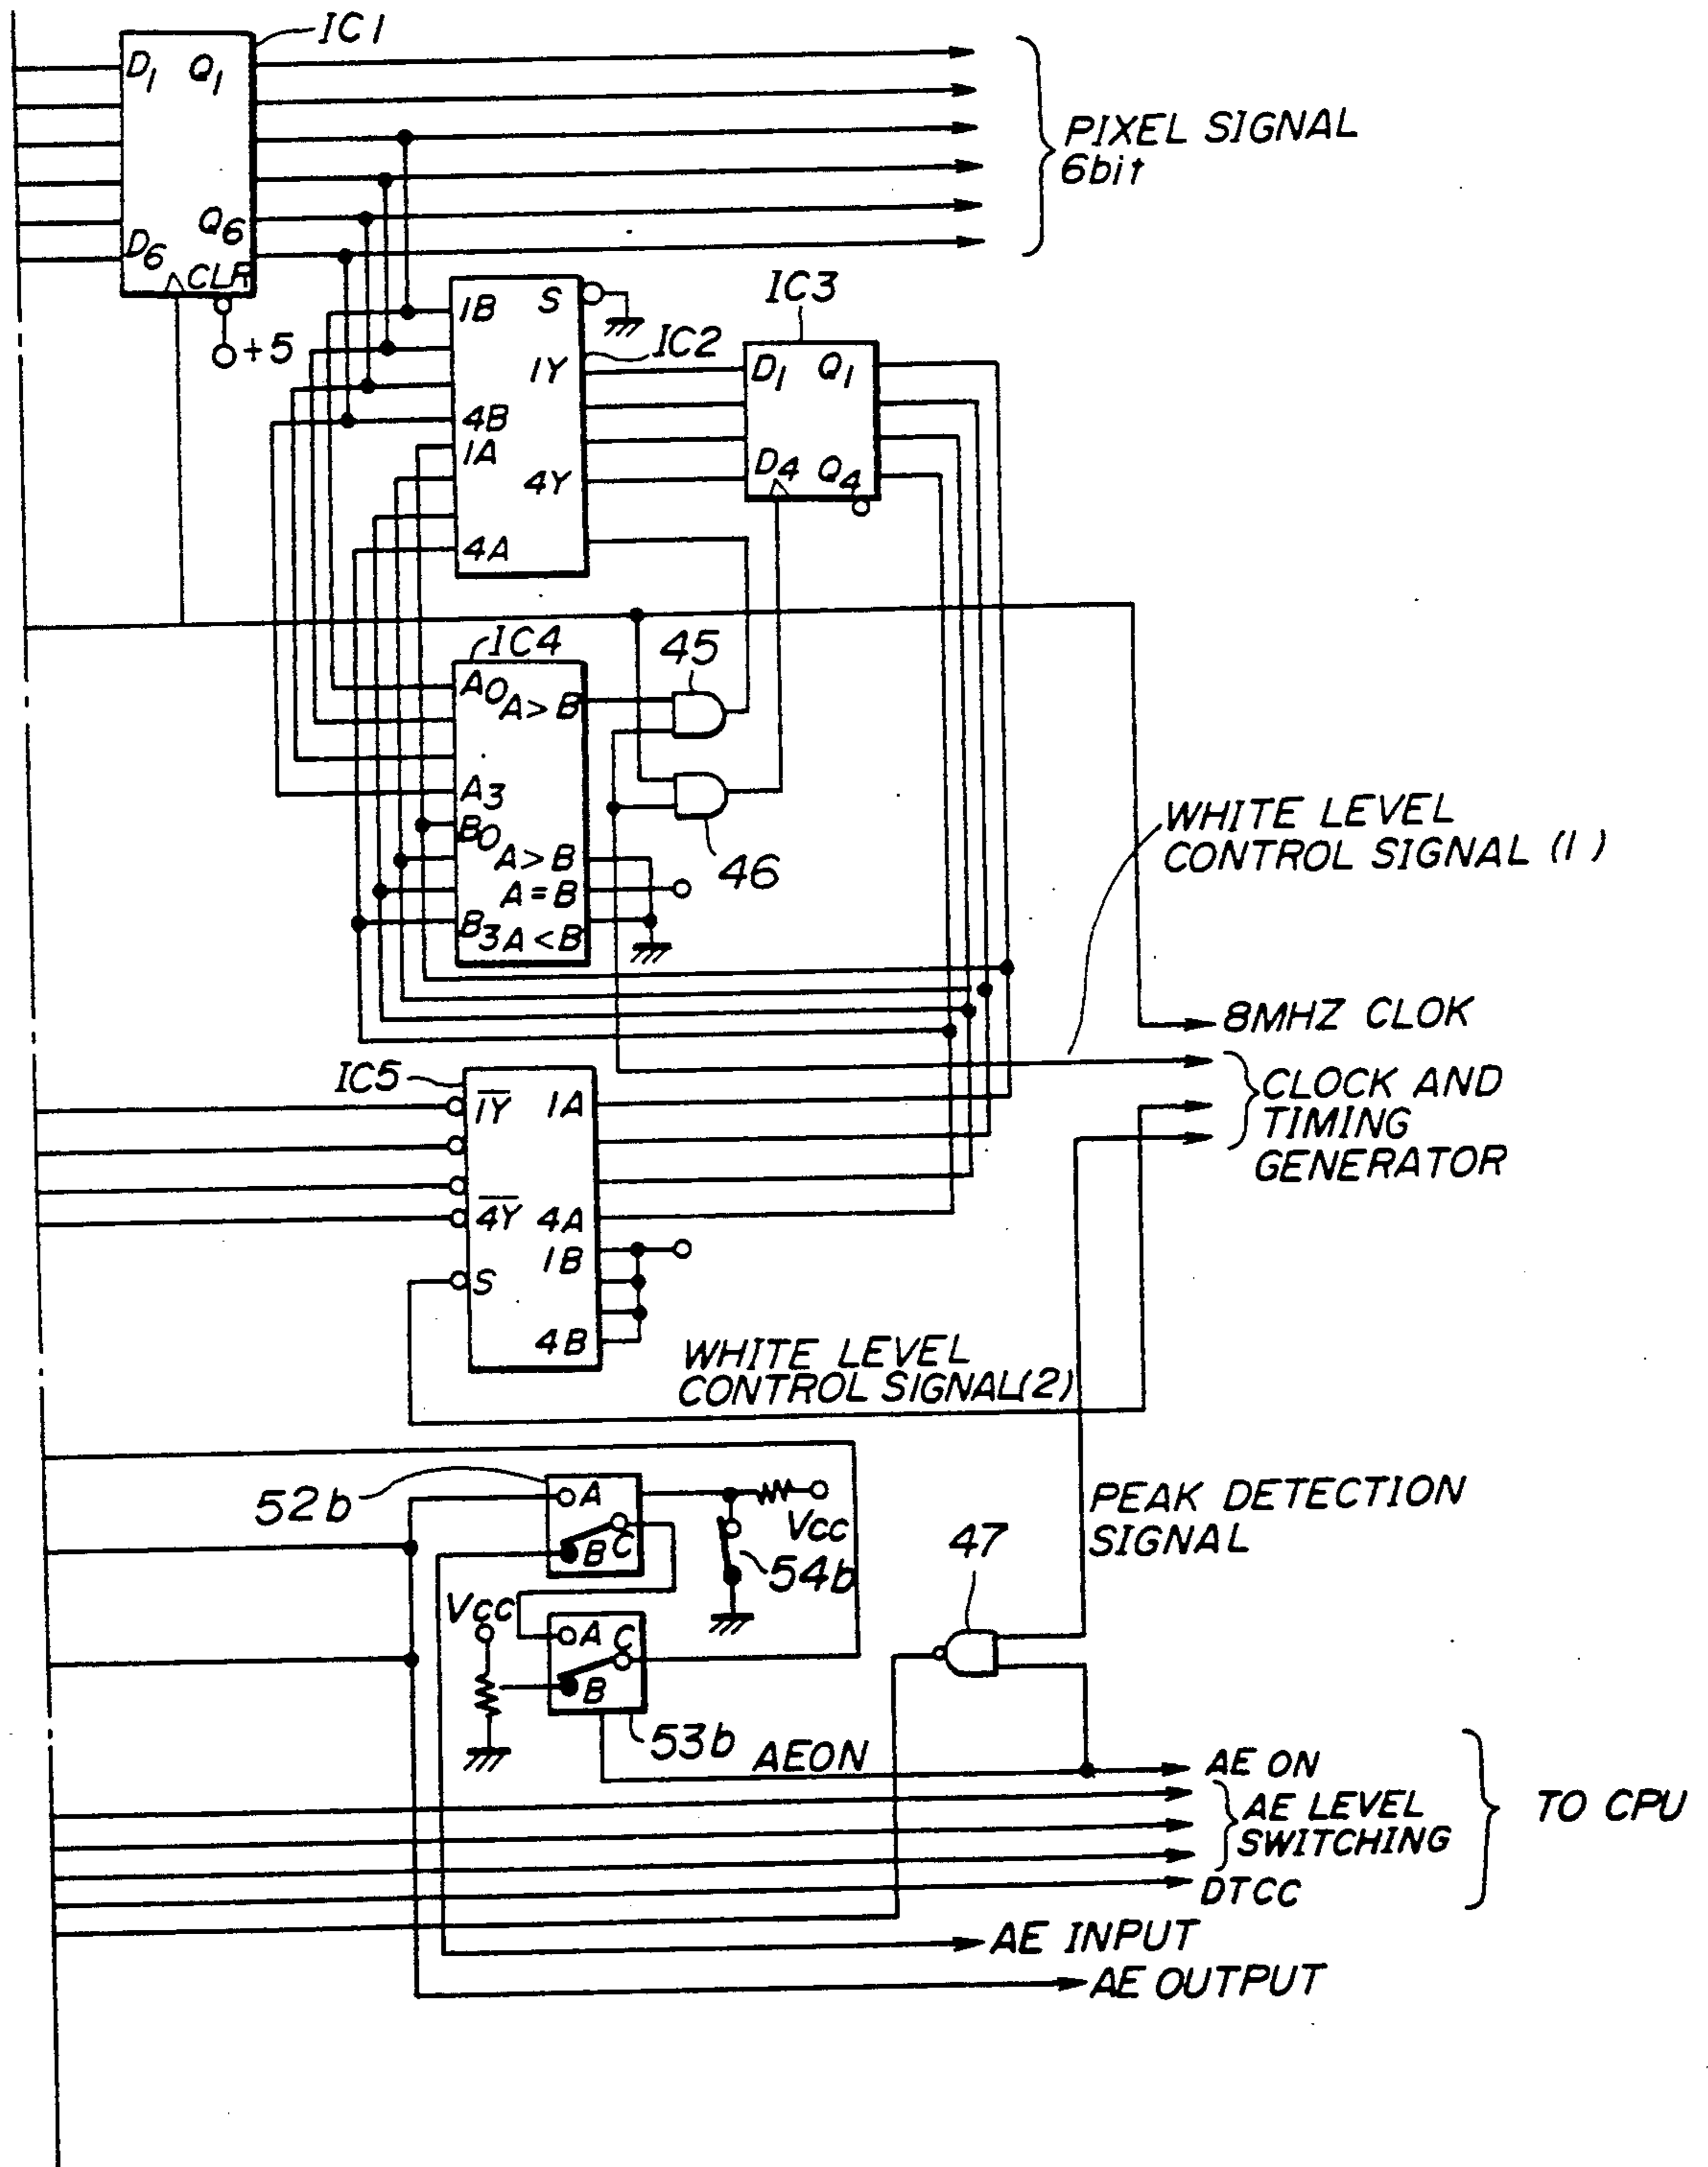 IC1
D1 Q1
Q6
D6
CLR
+5
PIXEL SIGNAL
6bit
1B S
IC2
1Y
4B
1A
4Y
4A
IC3
D1 Q1
D4 Q4
IC4
A0
A>B
A3
B0
A>B
A=B
B3
A<B
45
46
WHITE LEVEL
CONTROL SIGNAL (1)
8MHZ CLOK
CLOCK AND
TIMING
GENERATOR
IC5
1Y 1A
4Y 4A
1B
S
4B
WHITE LEVEL
CONTROL SIGNAL(2)
52b
A
B C
Vcc
54b
PEAK DETECTION
SIGNAL
47
Vcc
A C
B
53b
AEON
AE ON
AE LEVEL
SWITCHING
DTCC
TO CPU
AE INPUT
AE OUTPUT